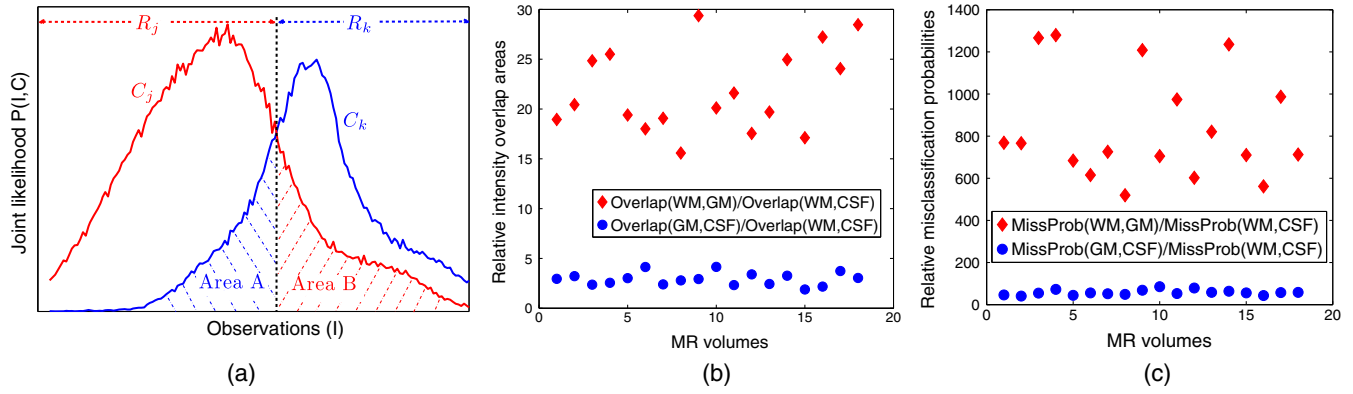 R_j
R_k
C_j
C_k
Area A
Area B
Joint likelihood P(I,C)
Observations (I)
(a)
Relative intensity overlap areas
40
35
30
25
20
15
10
5
0
Overlap(WM,GM)/Overlap(WM,CSF)
Overlap(GM,CSF)/Overlap(WM,CSF)
0 5 10 15 20
MR volumes
(b)
Relative misclassification probabilities
1400
1200
1000
800
600
400
200
0
MissProb(WM,GM)/MissProb(WM,CSF)
MissProb(GM,CSF)/MissProb(WM,CSF)
0 5 10 15 20
MR volumes
(c)